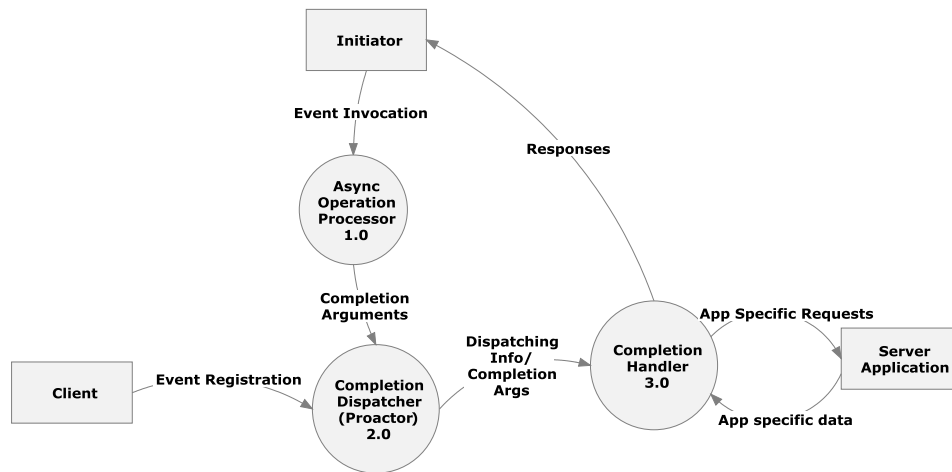 Initiator
Event Invocation
Responses
Async
Operation
Processor
1.0
Completion
Arguments
App Specific Requests
Dispatching
Info/
Completion
Args
Completion
Handler
3.0
Server
Application
Client
Event Registration
Completion
Dispatcher
(Proactor)
2.0
App specific data